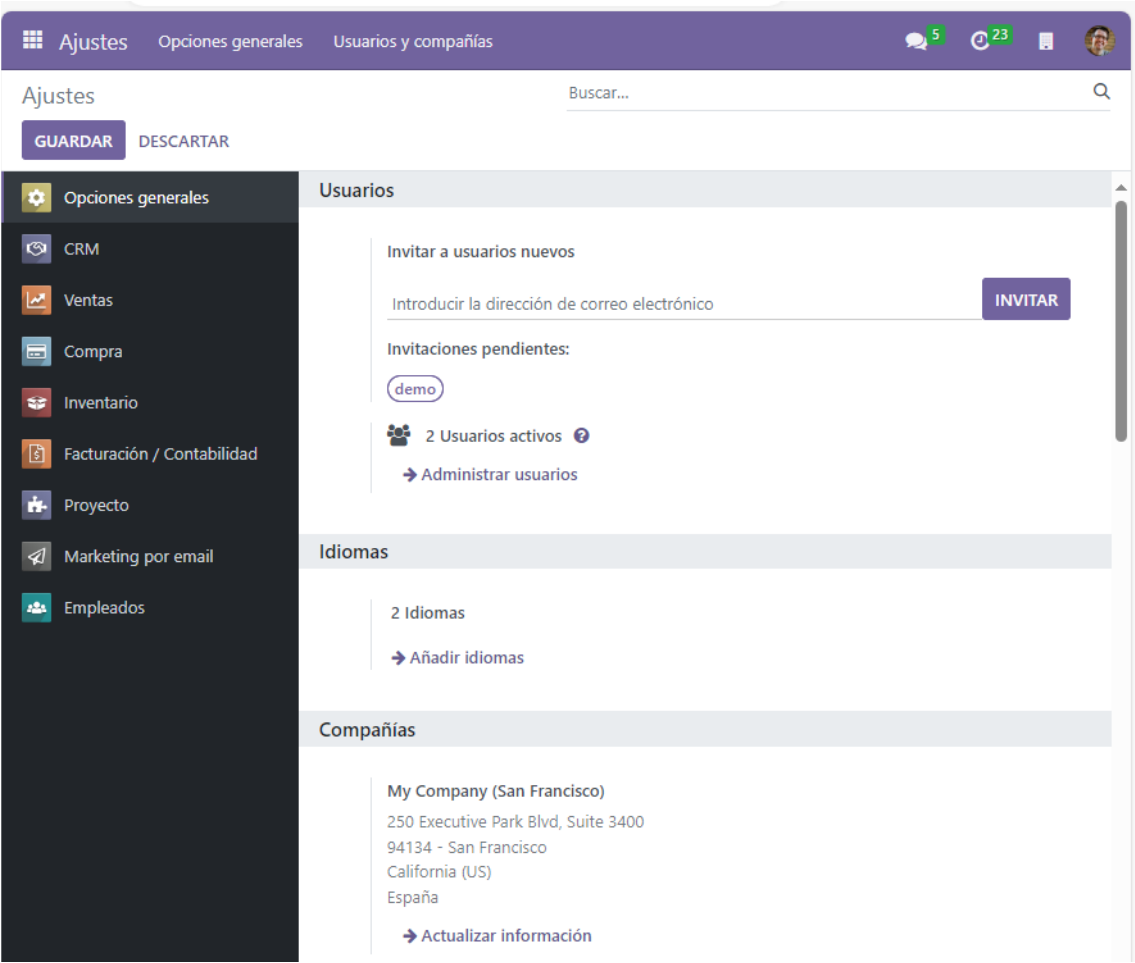 Ajustes Opciones generales Usuarios y compañías 5 23
Ajustes
Buscar...
GUARDAR DESCARTAR
Opciones generales
CRM
Ventas
Compra
Inventario
Facturación / Contabilidad
Proyecto
Marketing por email
Empleados
Usuarios
Invitar a usuarios nuevos
Introducir la dirección de correo electrónico INVITAR
Invitaciones pendientes:
demo
2 Usuarios activos ?
Administrar usuarios
Idiomas
2 Idiomas
Añadir idiomas
Compañías
My Company (San Francisco)
250 Executive Park Blvd, Suite 3400
94134 - San Francisco
California (US)
España
Actualizar información